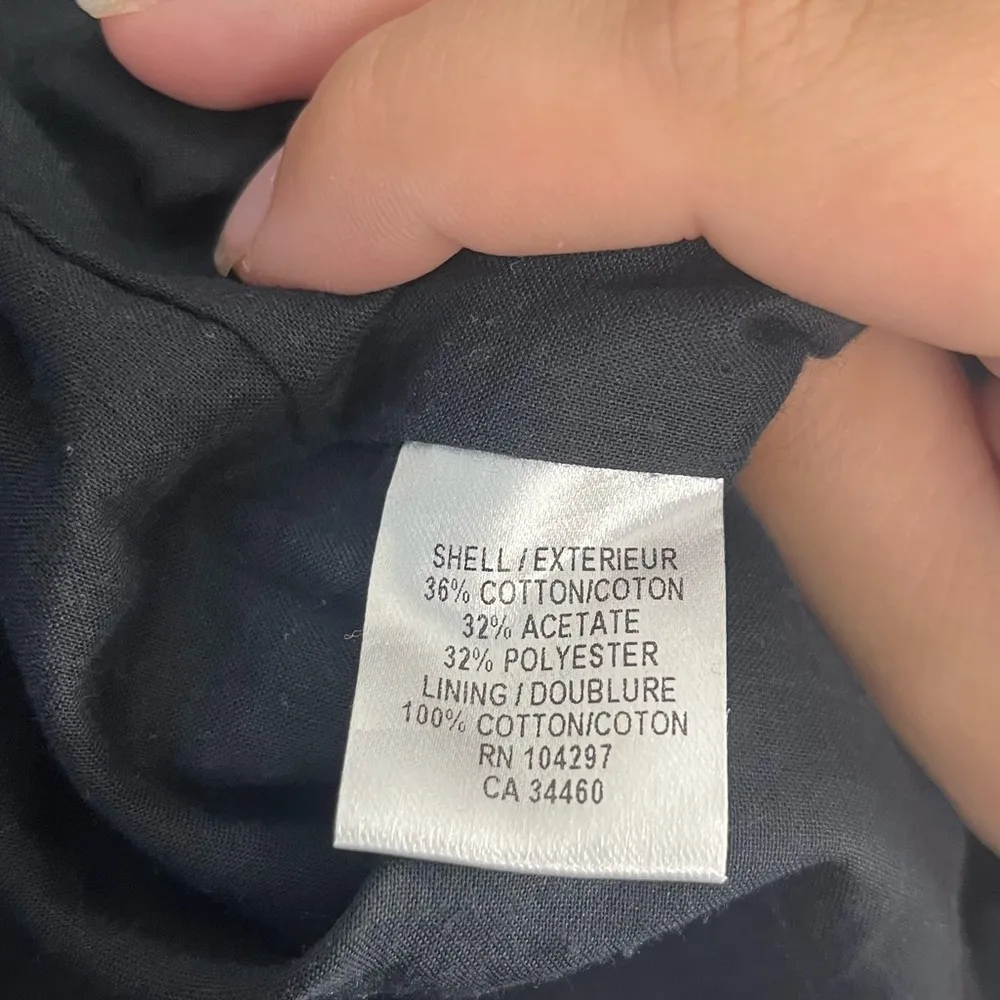 SHELL / EXTERIEUR
36% COTTON/COTON
32% ACETATE
32% POLYESTER
LINING / DOUBLURE
100% COTTON/COTON
RN 104297
CA 34460